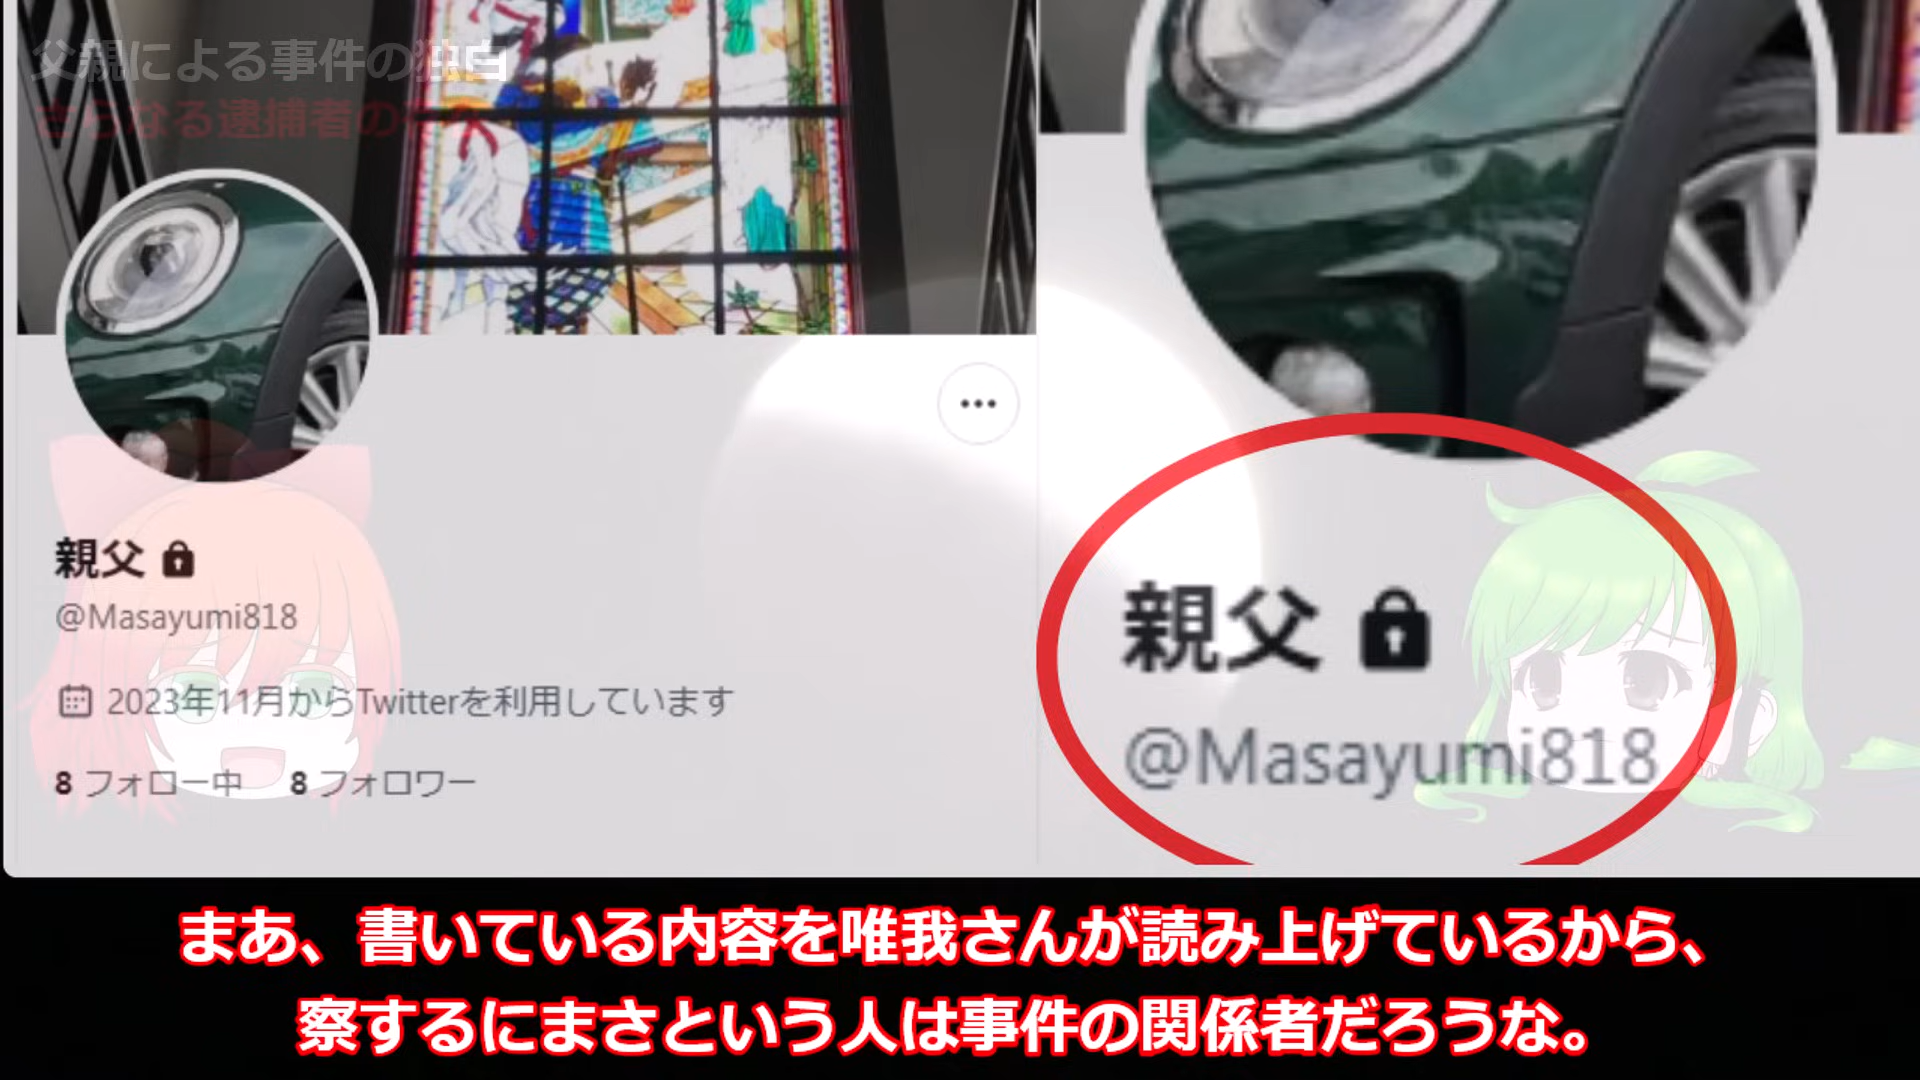 父親による事件の独白
さらなる逮捕者の
親父
@Masayumi818
2023年11月からTwitterを利用しています
8 フォロー中 8 フォロワー
親父
@Masayumi818
まあ、書いている内容を唯我さんが読み上げているから、
察するにまさという人は事件の関係者だろうな。